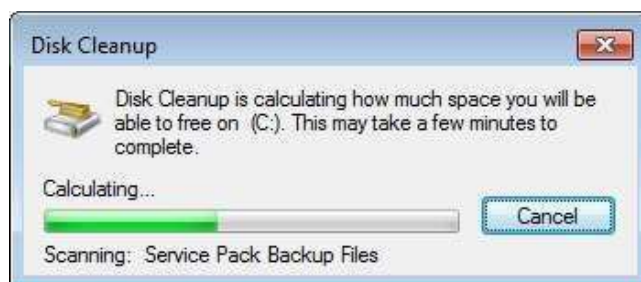 Disk Cleanup
Disk Cleanup is calculating how much space you will be
able to free on  (C:). This may take a few minutes to
complete.
Calculating...
Cancel
Scanning:  Service Pack Backup Files